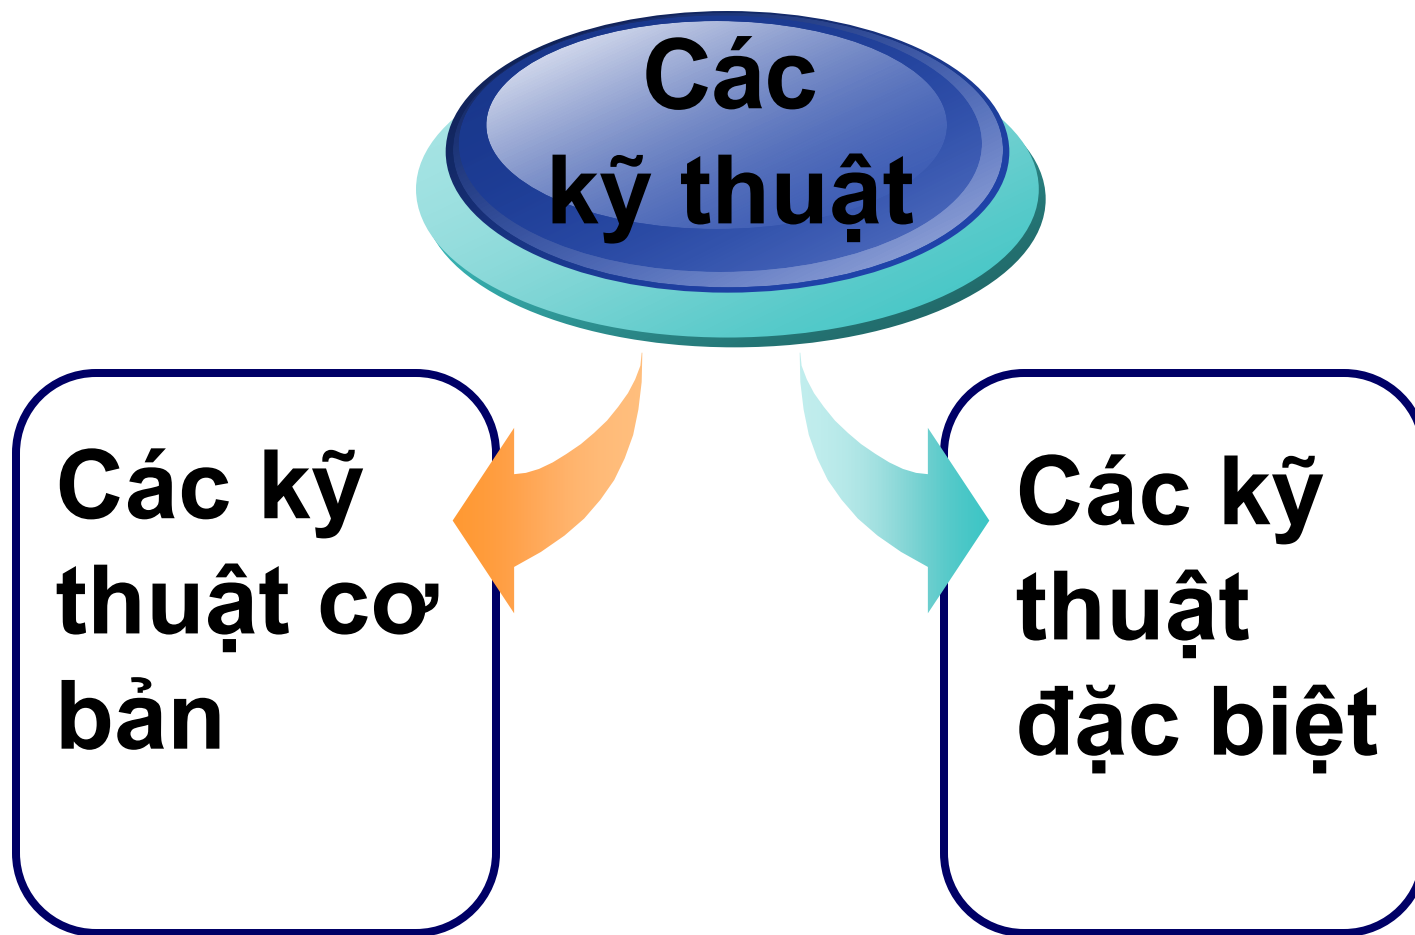 Các
kỹ thuật
Các kỹ
thuật cơ
bản
Các kỹ
thuật
đặc biệt